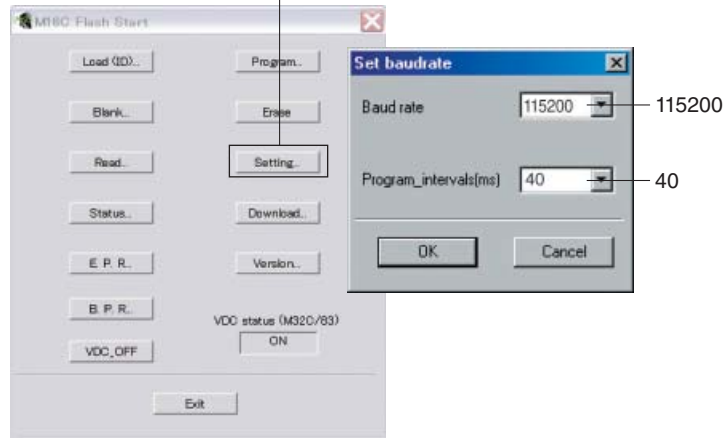 M16C Flash Start
Load (ID)...
Program...
Blank...
Erase
Read...
Setting...
Status...
Download...
E. P. R...
Version...
B. P. R...
VDC status (M32C/83)
VDC_OFF
ON
Exit
Set baudrate
Baud rate
115200
115200
Program_intervals(ms)
40
40
OK
Cancel